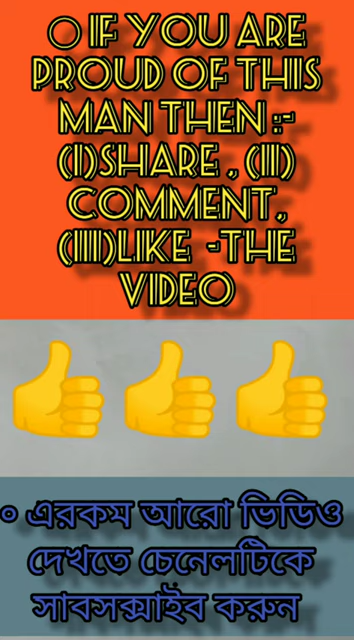 ○ IF YOU ARE
PROUD OF THIS
MAN THEN :-
(I)SHARE , (II)
COMMENT,
(III)LIKE -THE
VIDEO
○ এরকম আরো ভিডিও
দেখতে চেনেলটিকে
সাবসক্রাইব করুন